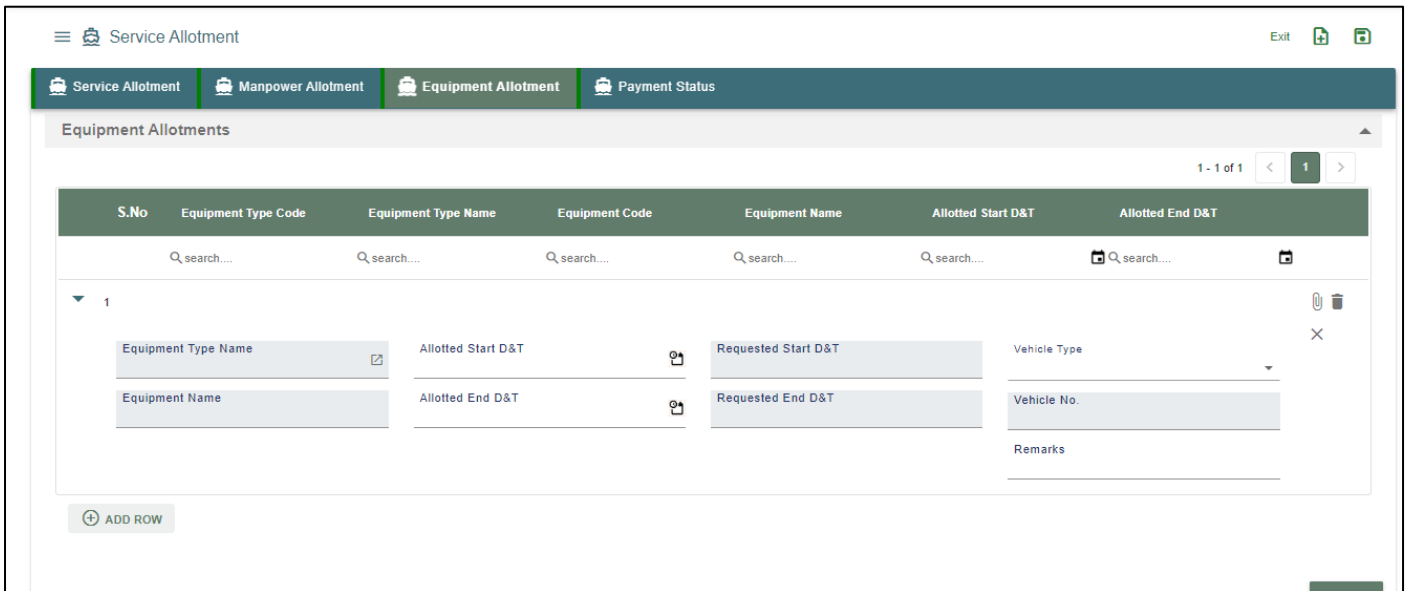 Service Allotment
Exit
Service Allotment Manpower Allotment Equipment Allotment Payment Status
Equipment Allotments
1 - 1 of 1 < 1 >
S.No Equipment Type Code Equipment Type Name Equipment Code Equipment Name Allotted Start D&T Allotted End D&T
search.... search.... search.... search.... search.... search....
1
Equipment Type Name Allotted Start D&T Requested Start D&T Vehicle Type
Equipment Name Allotted End D&T Requested End D&T Vehicle No.
Remarks
ADD ROW